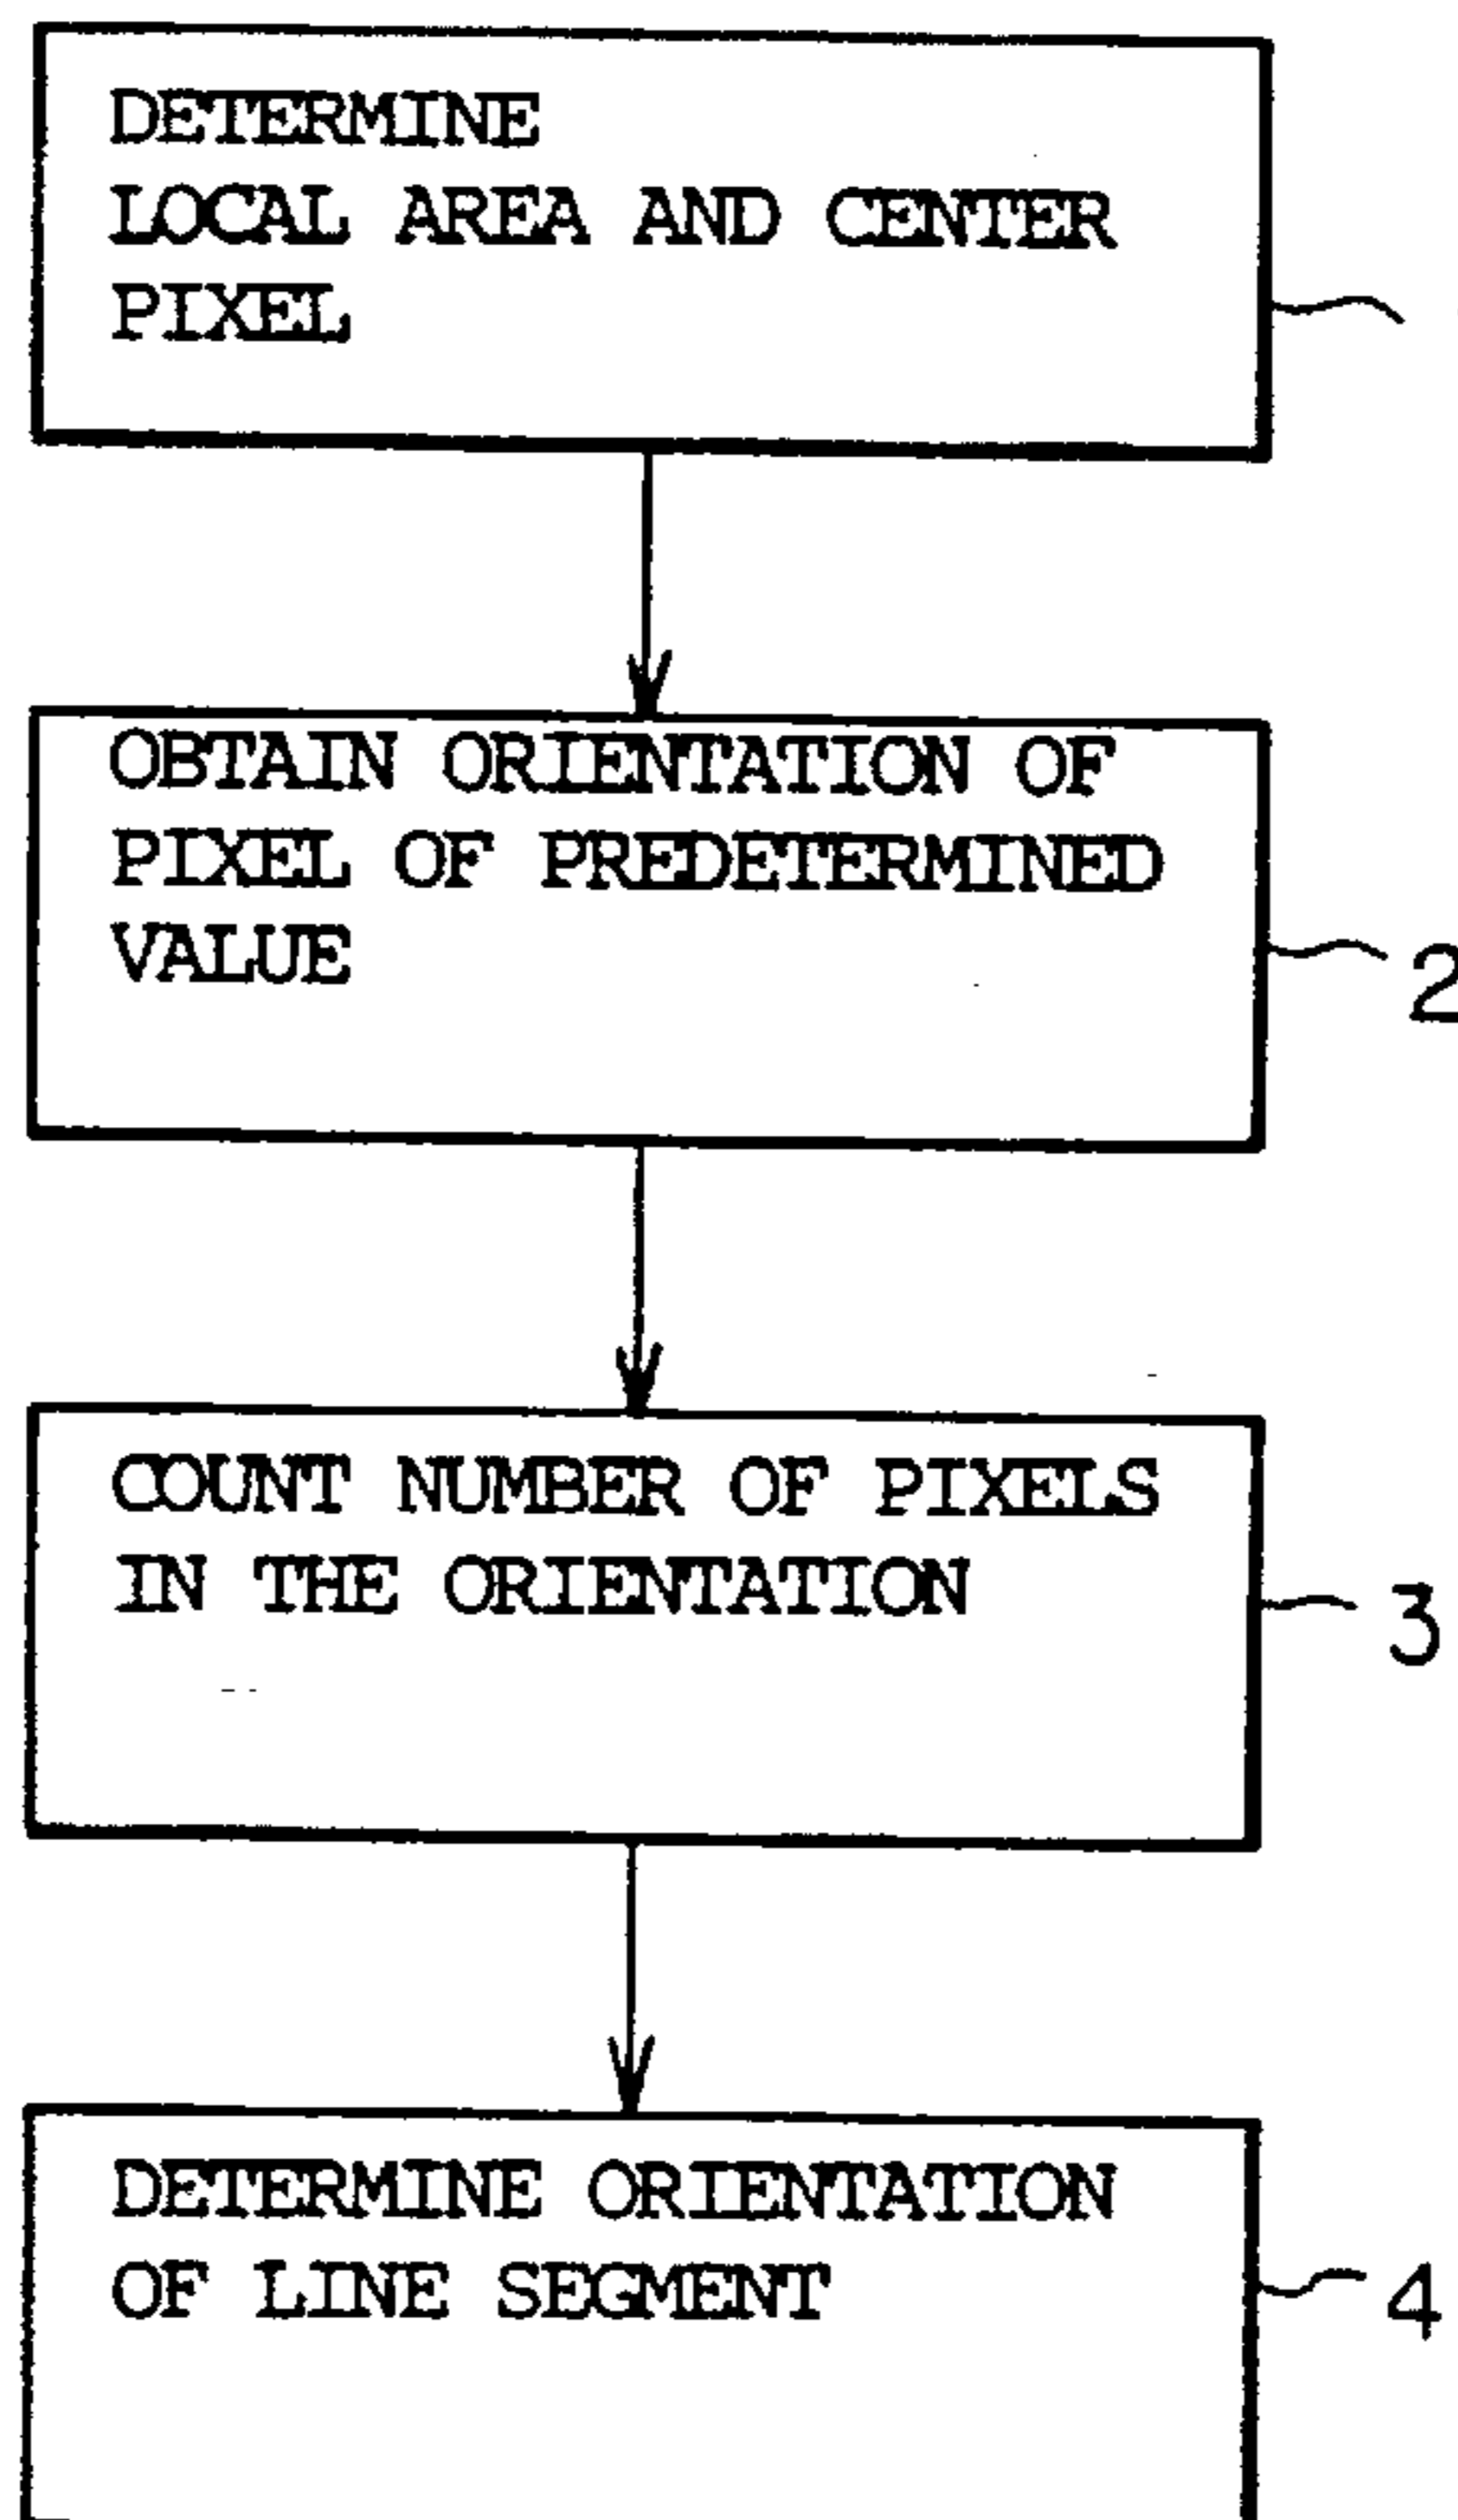 DETERMINE
LOCAL AREA AND CENTER
PIXEL
OBTAIN ORIENTATION OF
PIXEL OF PREDETERMINED
VALUE
2
COUNT NUMBER OF PIXELS
IN THE ORIENTATION
3
DETERMINE ORIENTATION
OF LINE SEGMENT
4